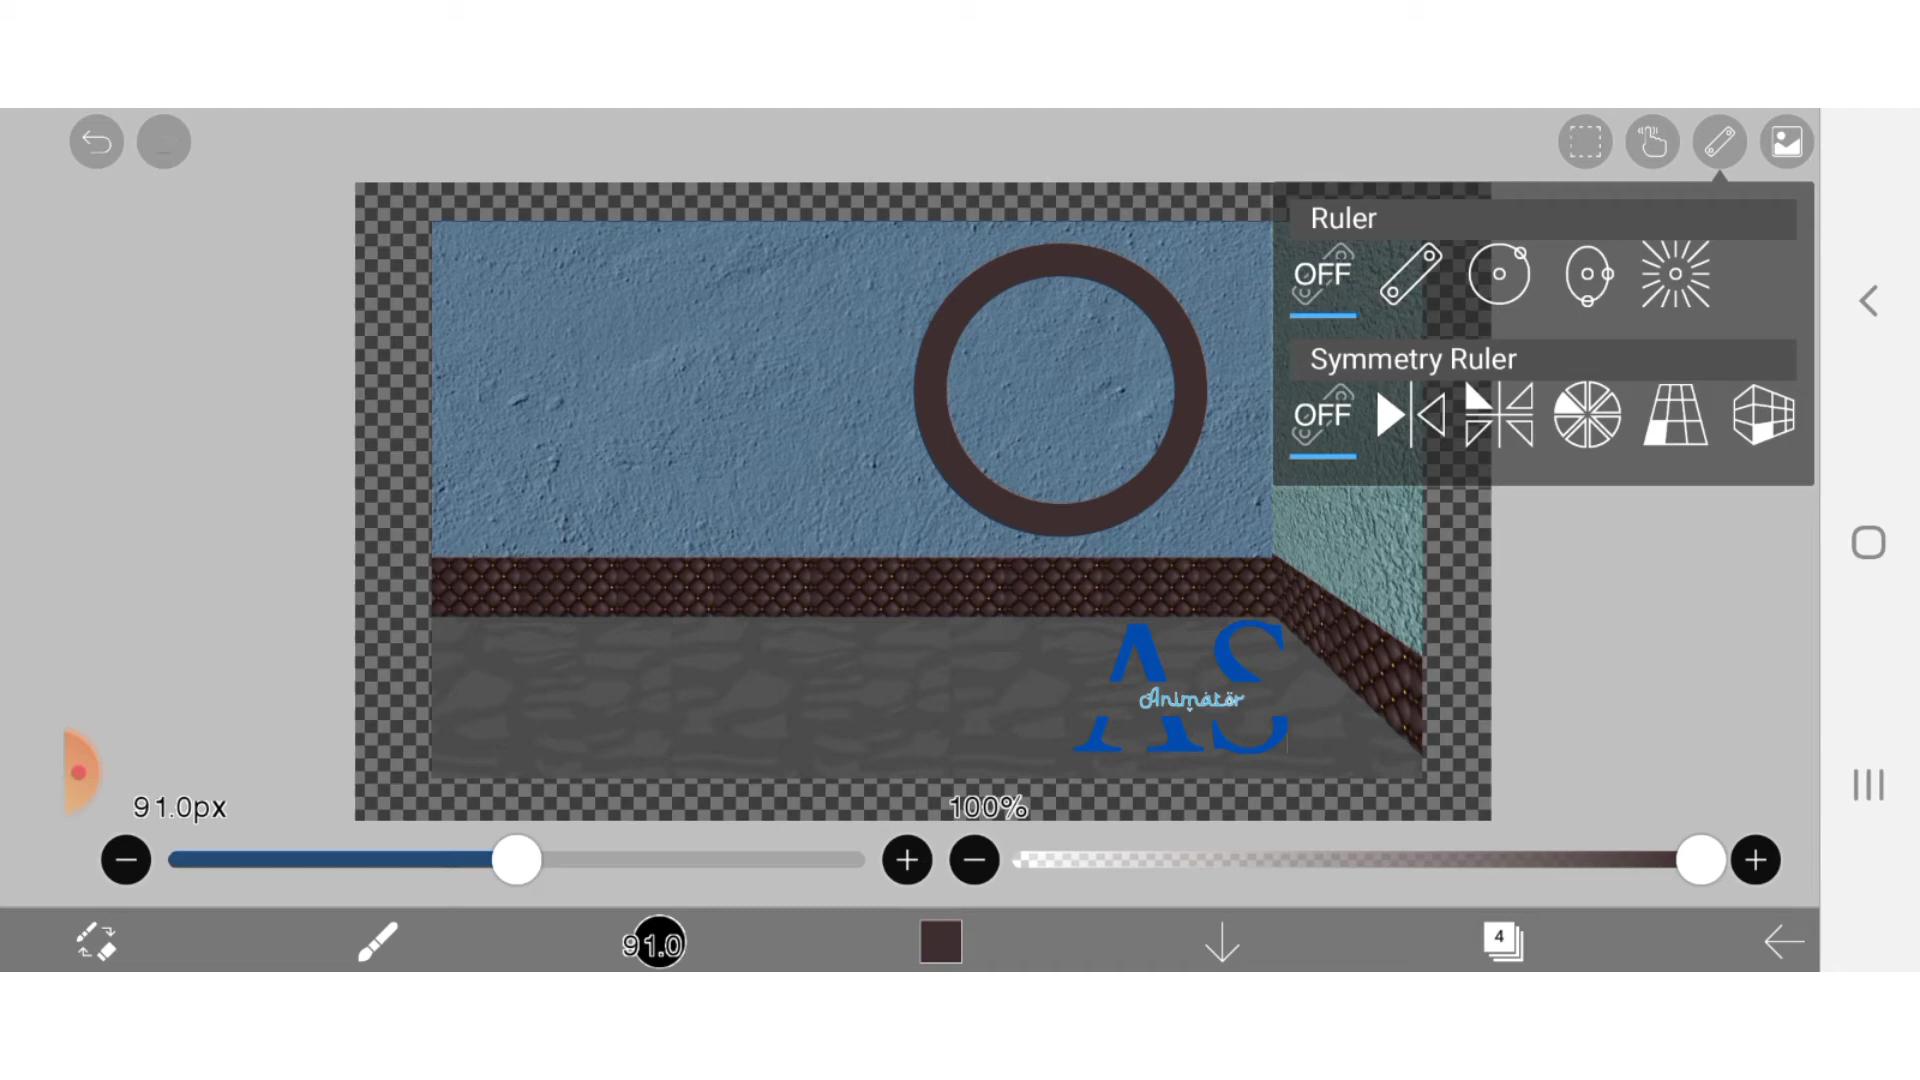 Ruler
OFF
Symmetry Ruler
OFF
AS
Animatör
91.0px
100%
91.0
4